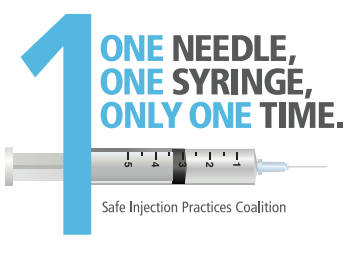 1
ONE NEEDLE,
ONE SYRINGE,
ONLY ONE TIME.
5 4 3 2 1
Safe Injection Practices Coalition